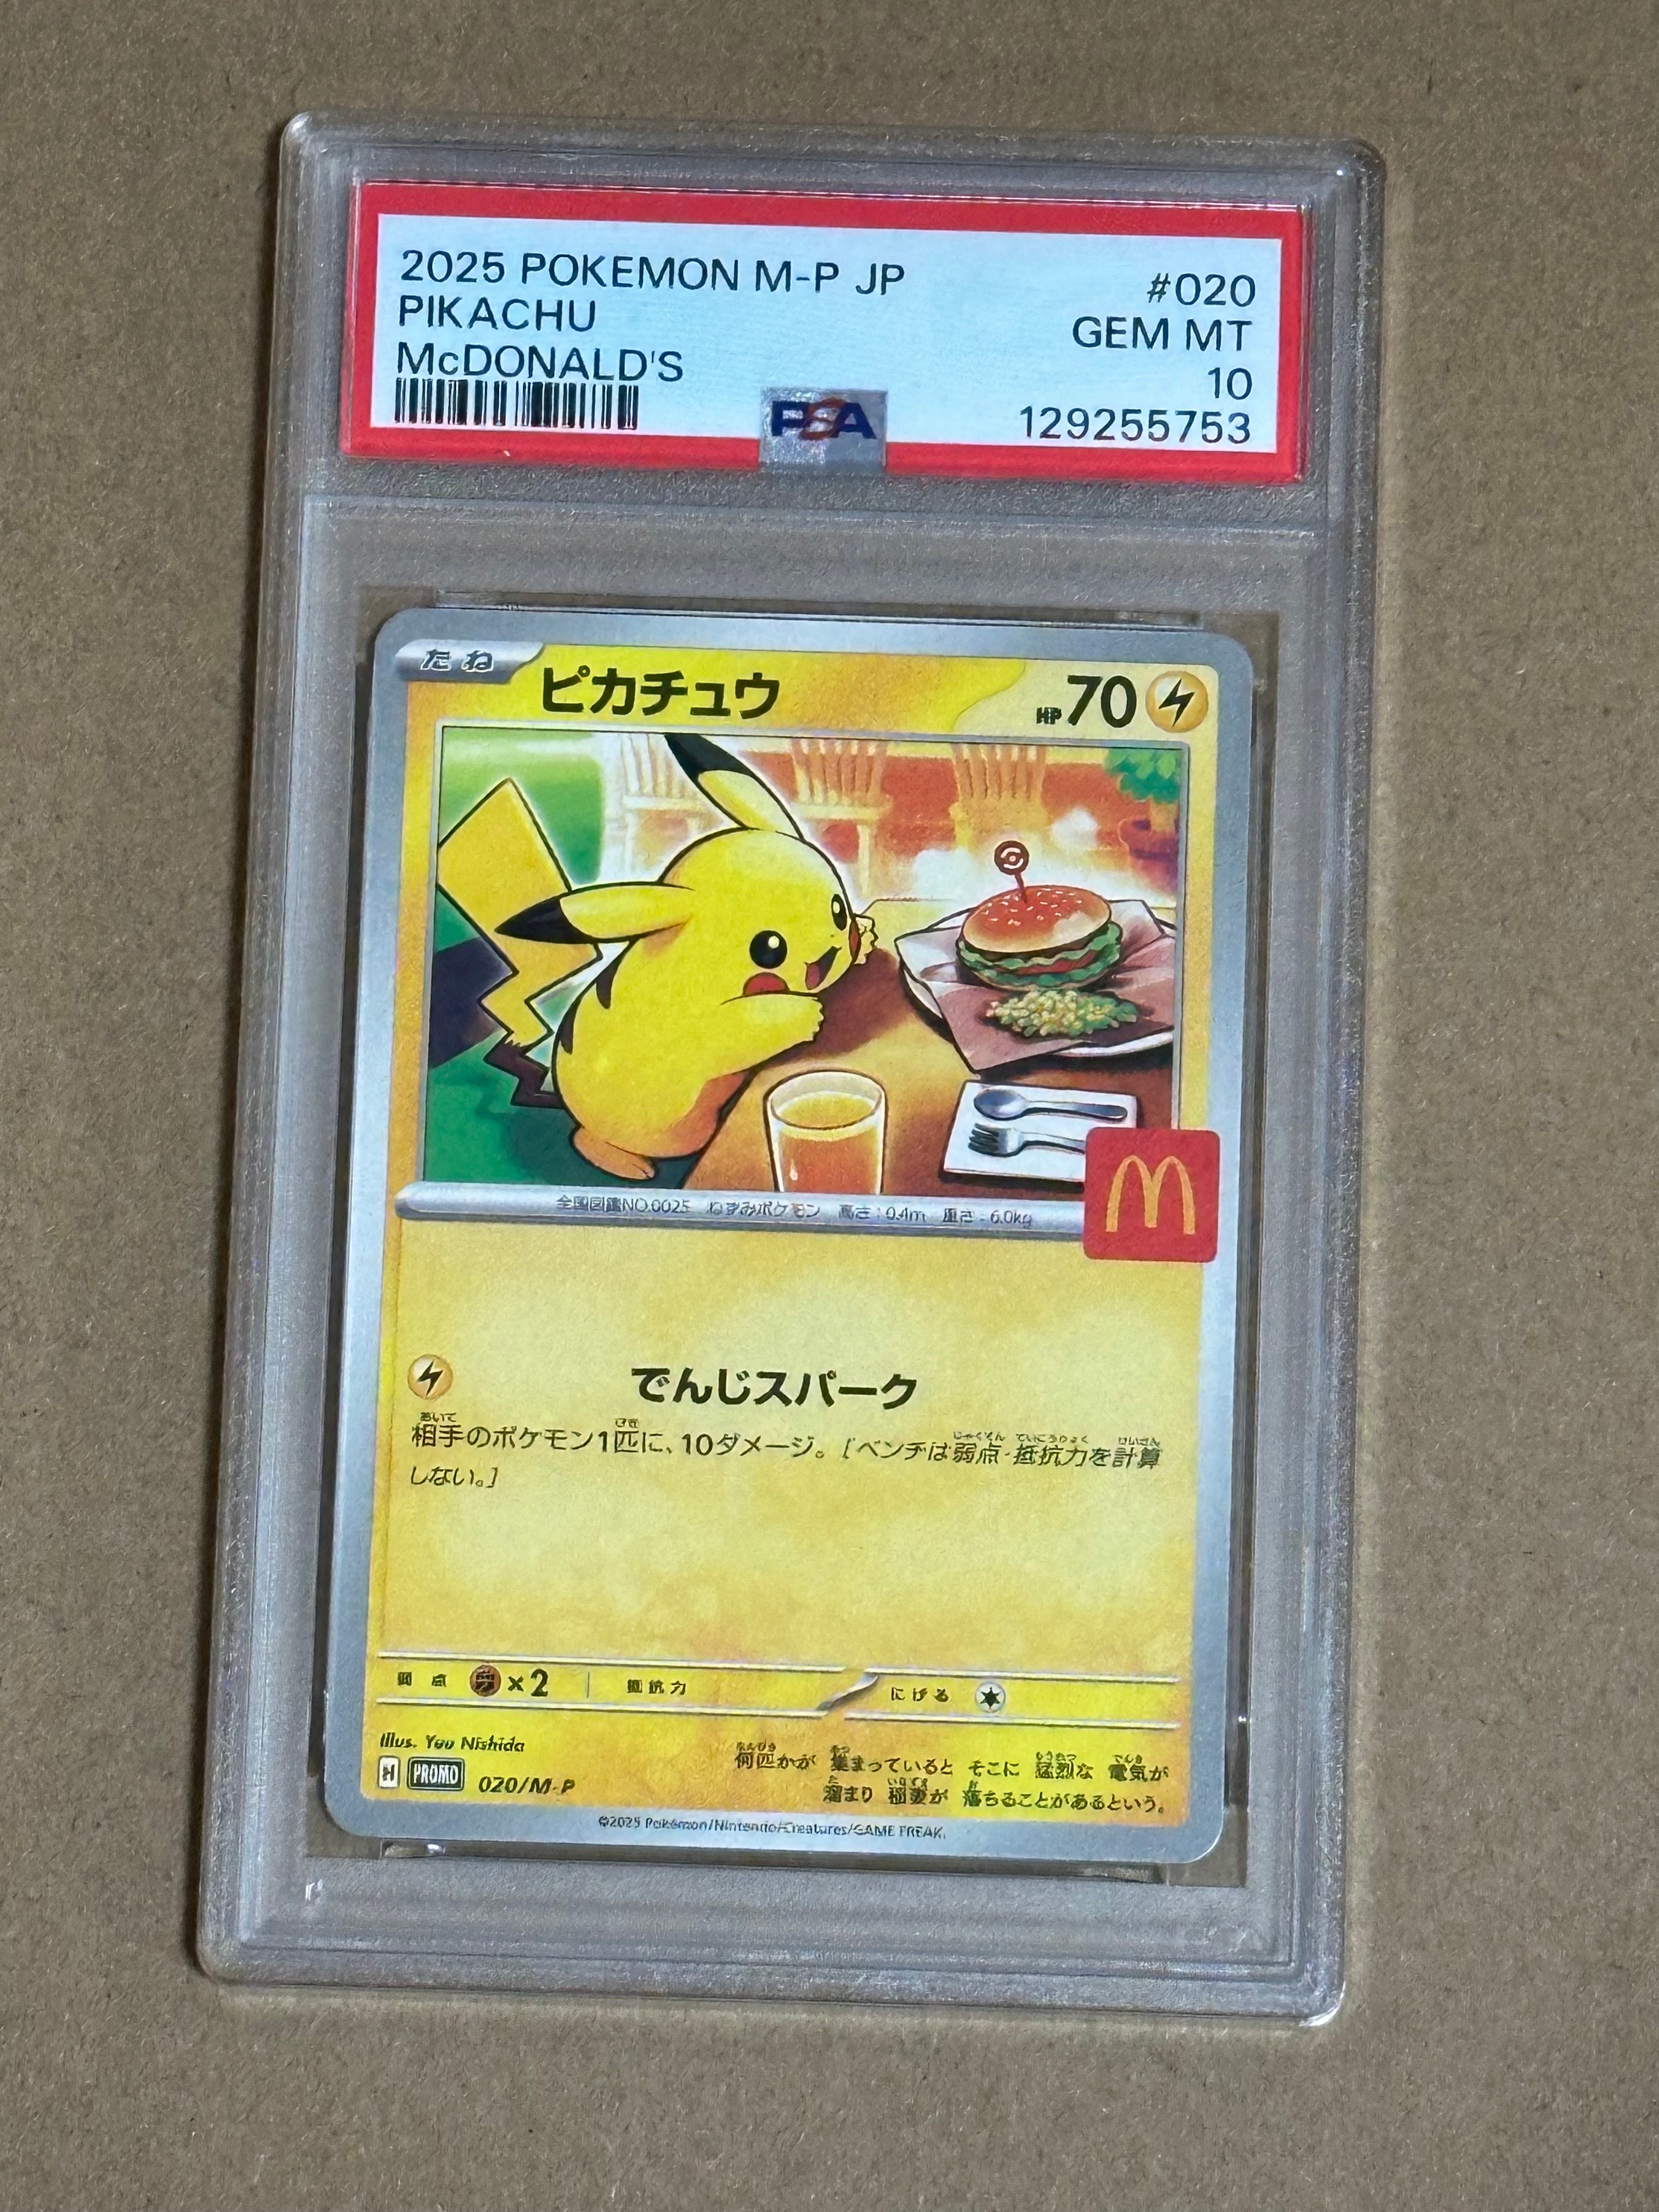 2025 POKEMON M-P JP #020
PIKACHU GEM MT
McDONALD'S 10
PSA 129255753
たね ピカチュウ HP70
M
全国図鑑NO.0025 ねずみポケモン 高さ:0.4m 重さ:6.0kg
でんじスパーク
相手のポケモン1匹に、10ダメージ。[ベンチは弱点・抵抗力を計算
しない。]
弱点 ×2 抵抗力 にげる
Illus. Yuu Nishida
H PROMO 020/M-P
何匹かが 集まっていると そこに 猛烈な 電気が
溜まり 稲妻が 落ちることがあるという。
©2025 Pokémon/Nintendo/Creatures/GAME FREAK.